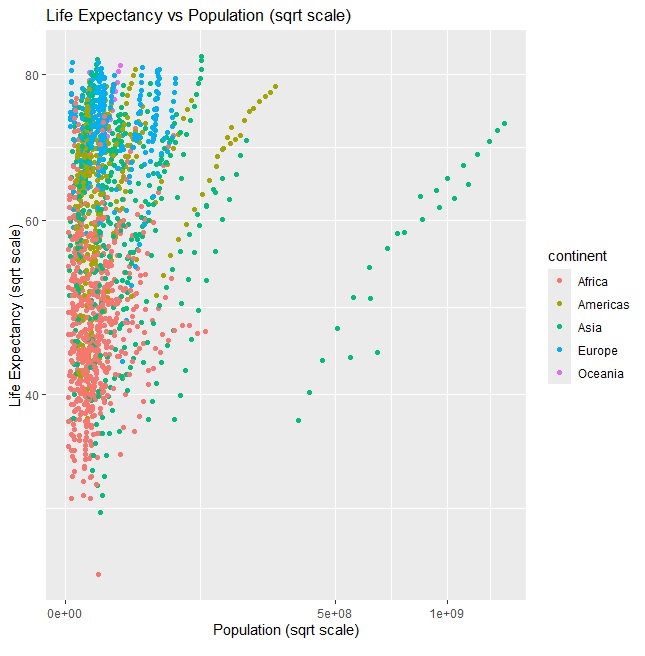 Life Expectancy vs Population (sqrt scale)
80
60
40
Life Expectancy (sqrt scale)
0e+00
5e+08
1e+09
Population (sqrt scale)
continent
Africa
Americas
Asia
Europe
Oceania